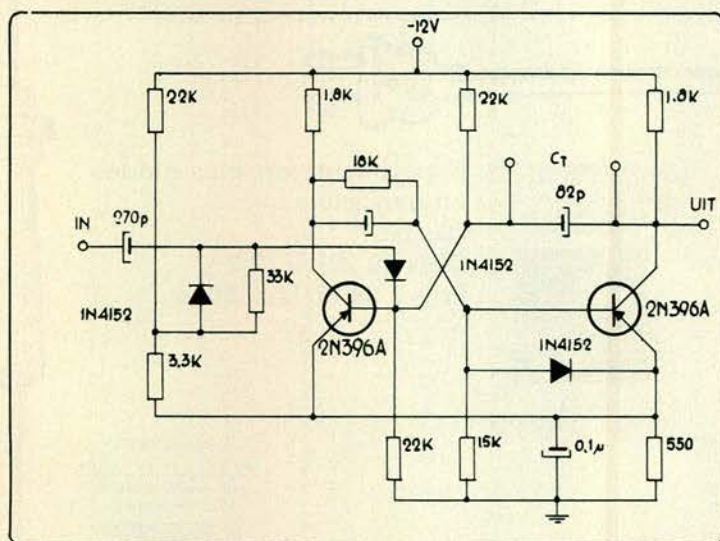 -12V
22K
1.8K
22K
1.8K
18K
CT
82p
IN
270p
UIT
1N4152
33K
1N4152
2N396A
2N396A
1N4152
3.3K
22K
15K
0,1μ
550